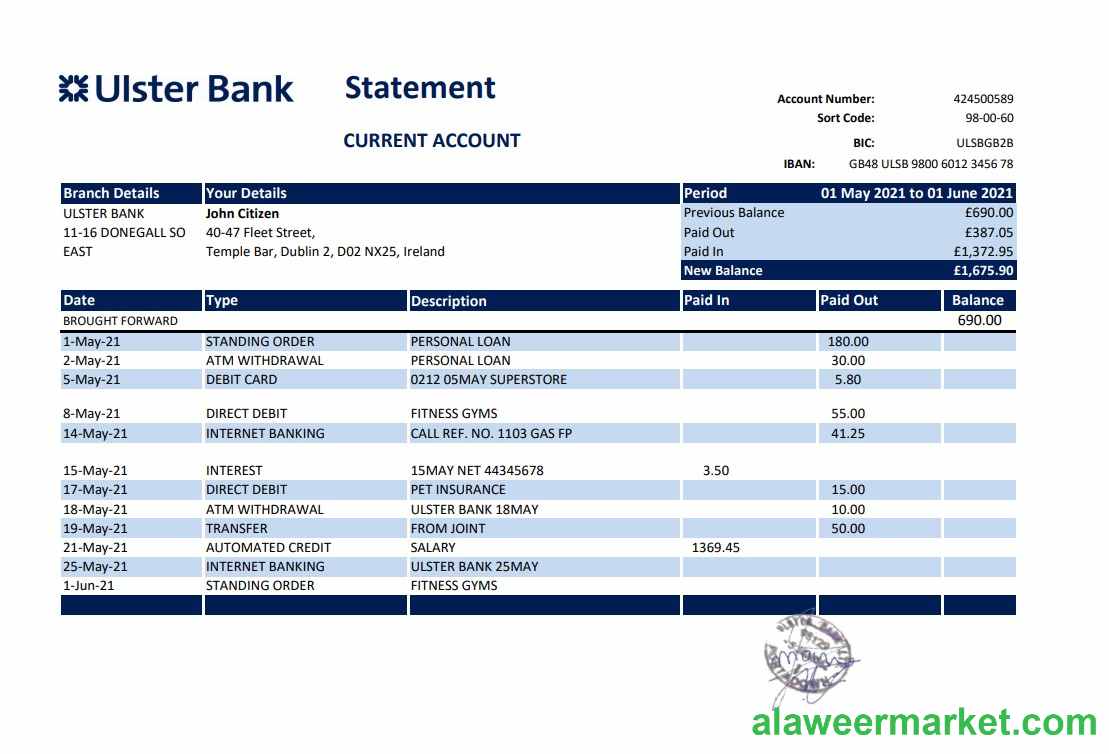 Ulster Bank
Statement
CURRENT ACCOUNT
Account Number: 424500589
Sort Code: 98-00-60
BIC: ULSBGB2B
IBAN: GB48 ULSB 9800 6012 3456 78
Branch Details Your Details Period 01 May 2021 to 01 June 2021
ULSTER BANK John Citizen Previous Balance £690.00
11-16 DONEGALL SO 40-47 Fleet Street, Paid Out £387.05
EAST Temple Bar, Dublin 2, D02 NX25, Ireland Paid In £1,372.95
New Balance £1,675.90
Date Type Description Paid In Paid Out Balance
BROUGHT FORWARD 690.00
1-May-21 STANDING ORDER PERSONAL LOAN 180.00
2-May-21 ATM WITHDRAWAL PERSONAL LOAN 30.00
5-May-21 DEBIT CARD 0212 05MAY SUPERSTORE 5.80
8-May-21 DIRECT DEBIT FITNESS GYMS 55.00
14-May-21 INTERNET BANKING CALL REF. NO. 1103 GAS FP 41.25
15-May-21 INTEREST 15MAY NET 44345678 3.50
17-May-21 DIRECT DEBIT PET INSURANCE 15.00
18-May-21 ATM WITHDRAWAL ULSTER BANK 18MAY 10.00
19-May-21 TRANSFER FROM JOINT 50.00
21-May-21 AUTOMATED CREDIT SALARY 1369.45
25-May-21 INTERNET BANKING ULSTER BANK 25MAY
1-Jun-21 STANDING ORDER FITNESS GYMS
alaweermarket.com